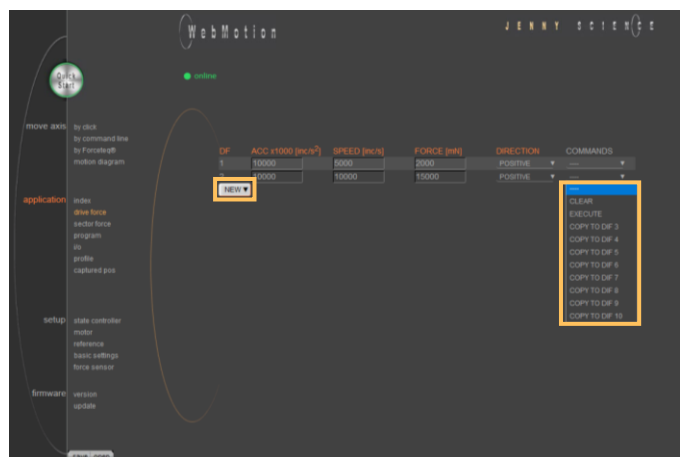 WebMotion
JENNY SCIENCE
Quick
Start
online
move axis
by click
by command line
by Forceteq®
motion diagram
DF ACC x1000 [inc/s²] SPEED [inc/s] FORCE [mN] DIRECTION COMMANDS
1 10000 5000 2000 POSITIVE ▼ ---- ▼
2 10000 10000 15000 POSITIVE ▼ ---- ▼
NEW ▼
----
CLEAR
EXECUTE
COPY TO DIF 3
COPY TO DIF 4
COPY TO DIF 5
COPY TO DIF 6
COPY TO DIF 7
COPY TO DIF 8
COPY TO DIF 9
COPY TO DIF 10
application
index
drive force
sector force
program
i/o
profile
captured pos
setup
state controller
motor
reference
basic settings
force sensor
firmware
version
update
save open